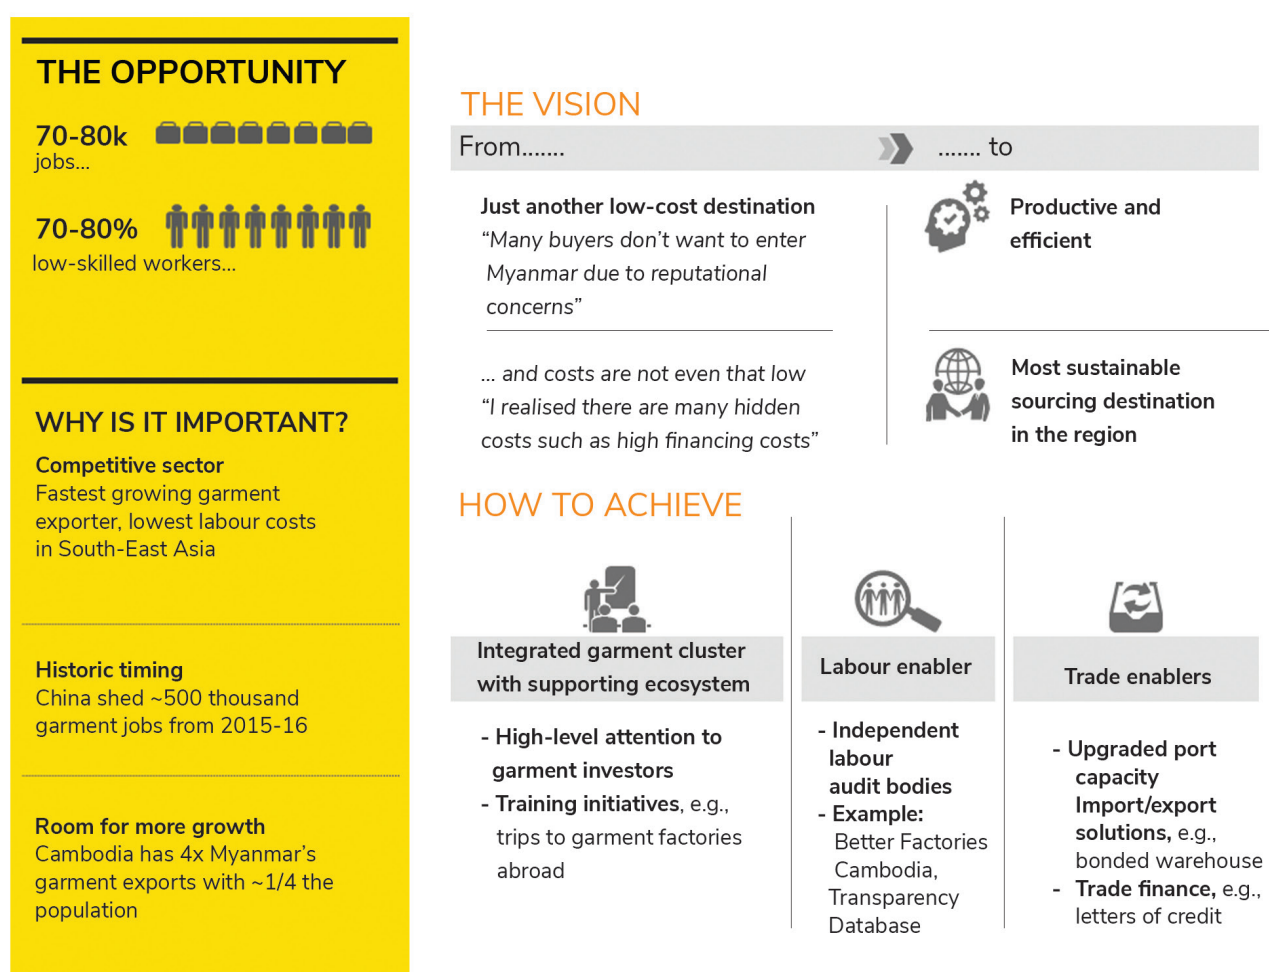 THE OPPORTUNITY
70-80k
jobs...
70-80%
low-skilled workers...
WHY IS IT IMPORTANT?
Competitive sector
Fastest growing garment
exporter, lowest labour costs
in South-East Asia
Historic timing
China shed ~500 thousand
garment jobs from 2015-16
Room for more growth
Cambodia has 4x Myanmar’s
garment exports with ~1/4 the
population
THE VISION
From.......
....... to
Just another low-cost destination
“Many buyers don’t want to enter
Myanmar due to reputational
concerns”
... and costs are not even that low
“I realised there are many hidden
costs such as high financing costs”
Productive and
efficient
Most sustainable
sourcing destination
in the region
HOW TO ACHIEVE
Integrated garment cluster
with supporting ecosystem
- High-level attention to
garment investors
- Training initiatives, e.g.,
trips to garment factories
abroad
Labour enabler
- Independent
labour
audit bodies
- Example:
Better Factories
Cambodia,
Transparency
Database
Trade enablers
- Upgraded port
capacity
Import/export
solutions, e.g.,
bonded warehouse
- Trade finance, e.g.,
letters of credit